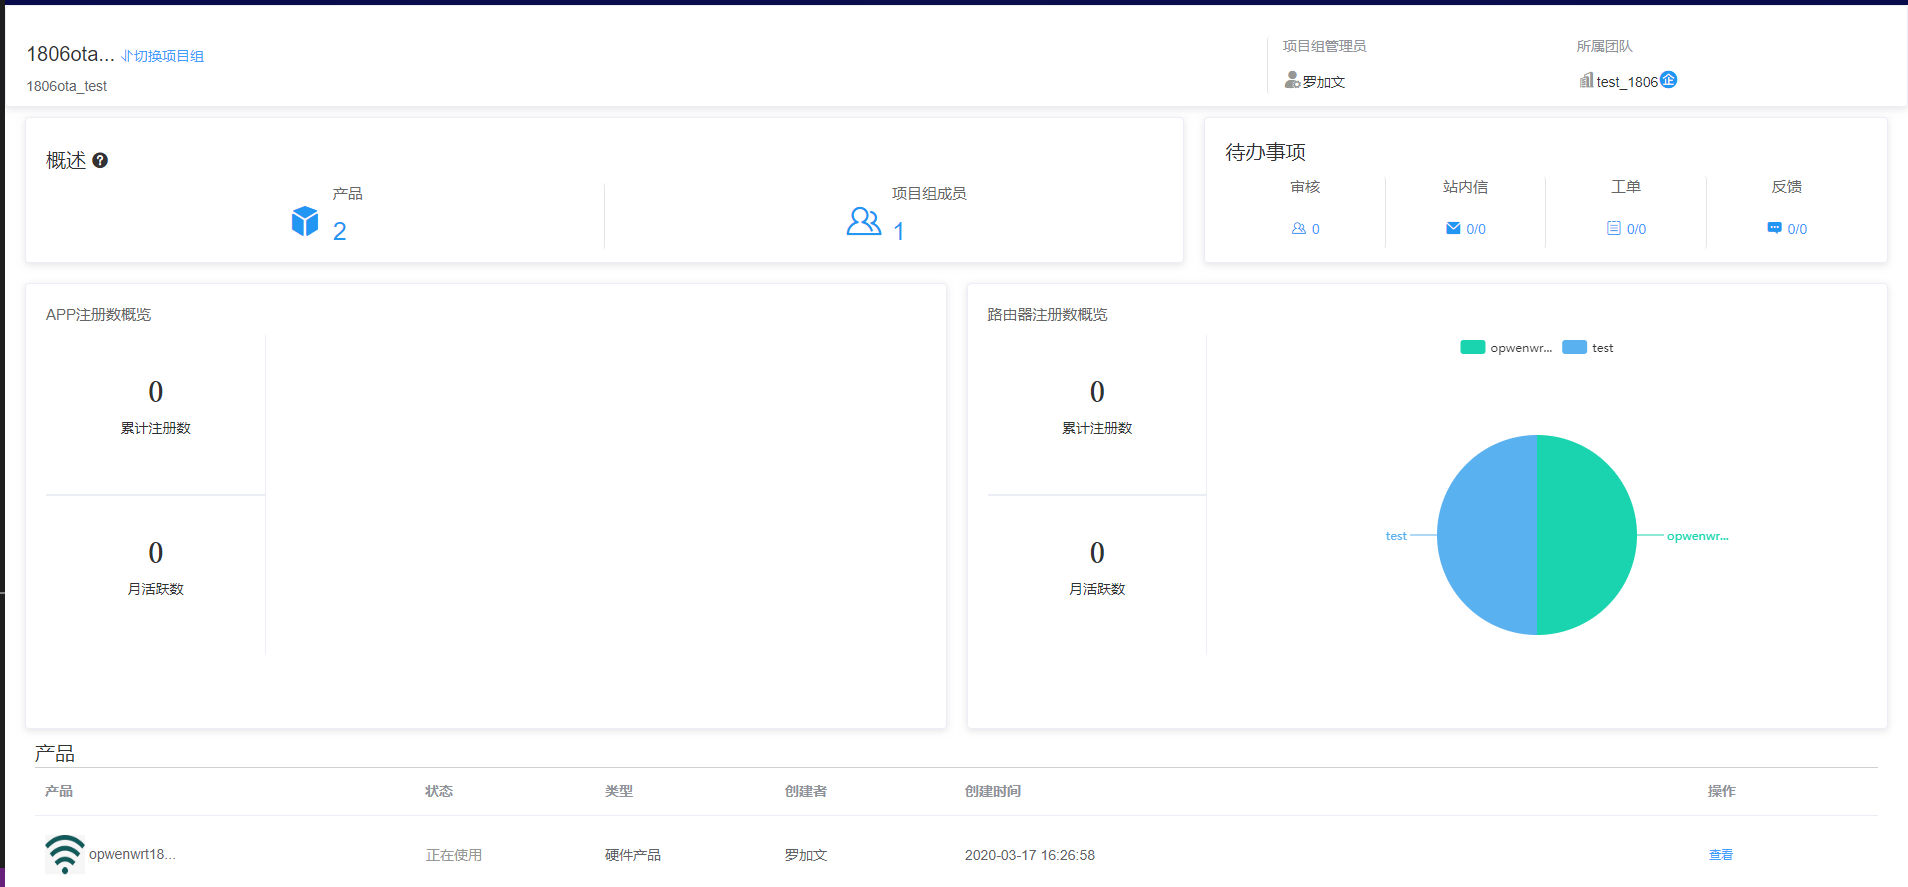 1806ota... 切换项目组
1806ota_test
项目组管理员
罗加文
所属团队
test_1806 企
概述 ?
产品
2
项目组成员
1
待办事项
审核
0
站内信
0/0
工单
0/0
反馈
0/0
APP注册数概览
0
累计注册数
0
月活跃数
路由器注册数概览
0
累计注册数
0
月活跃数
opwenwr... test
test
opwenwr...
产品
产品 状态 类型 创建者 创建时间 操作
opwenwrt18... 正在使用 硬件产品 罗加文 2020-03-17 16:26:58 查看